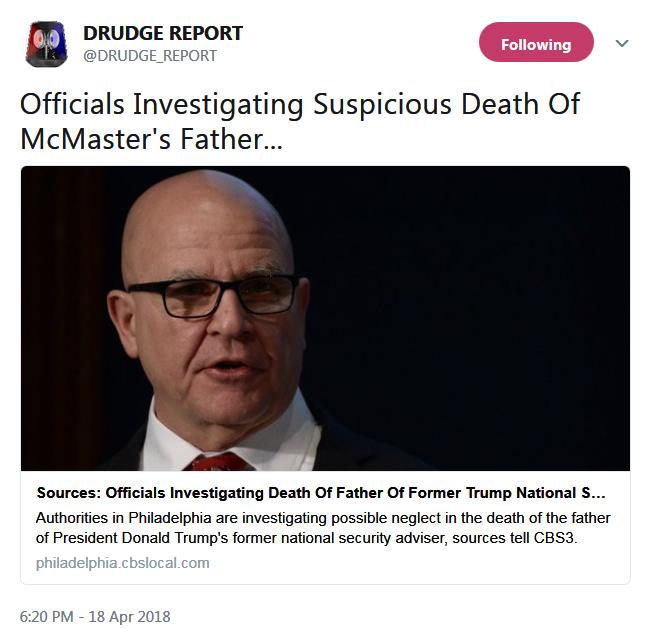 DRUDGE REPORT
@DRUDGE_REPORT
Following
Officials Investigating Suspicious Death Of
McMaster's Father...
Sources: Officials Investigating Death Of Father Of Former Trump National S...
Authorities in Philadelphia are investigating possible neglect in the death of the father
of President Donald Trump's former national security adviser, sources tell CBS3.
philadelphia.cbslocal.com
6:20 PM - 18 Apr 2018